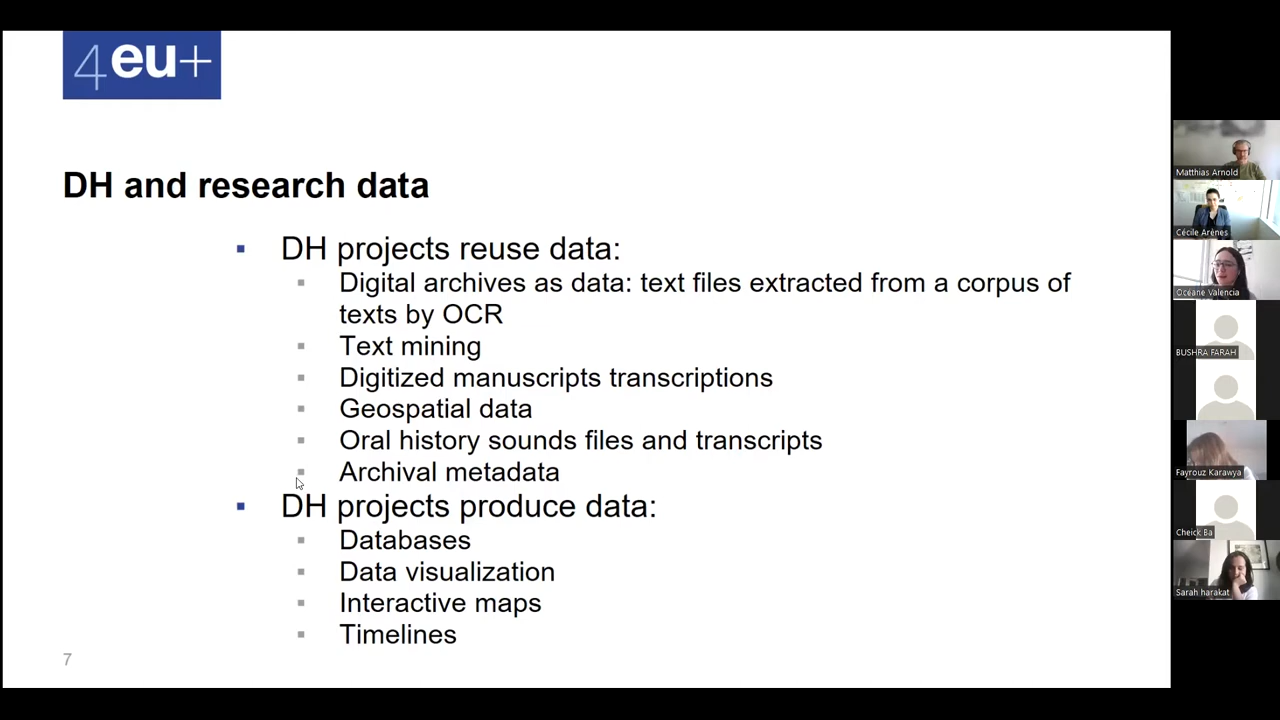 4eu+
DH and research data
DH projects reuse data:
Digital archives as data: text files extracted from a corpus of
texts by OCR
Text mining
Digitized manuscripts transcriptions
Geospatial data
Oral history sounds files and transcripts
Archival metadata
DH projects produce data:
Databases
Data visualization
Interactive maps
Timelines
7
Matthias Arnold
Cécile Arènes
Océane Valencia
BUSHRA FARAH
Fayrouz Karawya
Cheick Ba
Sarah harakat